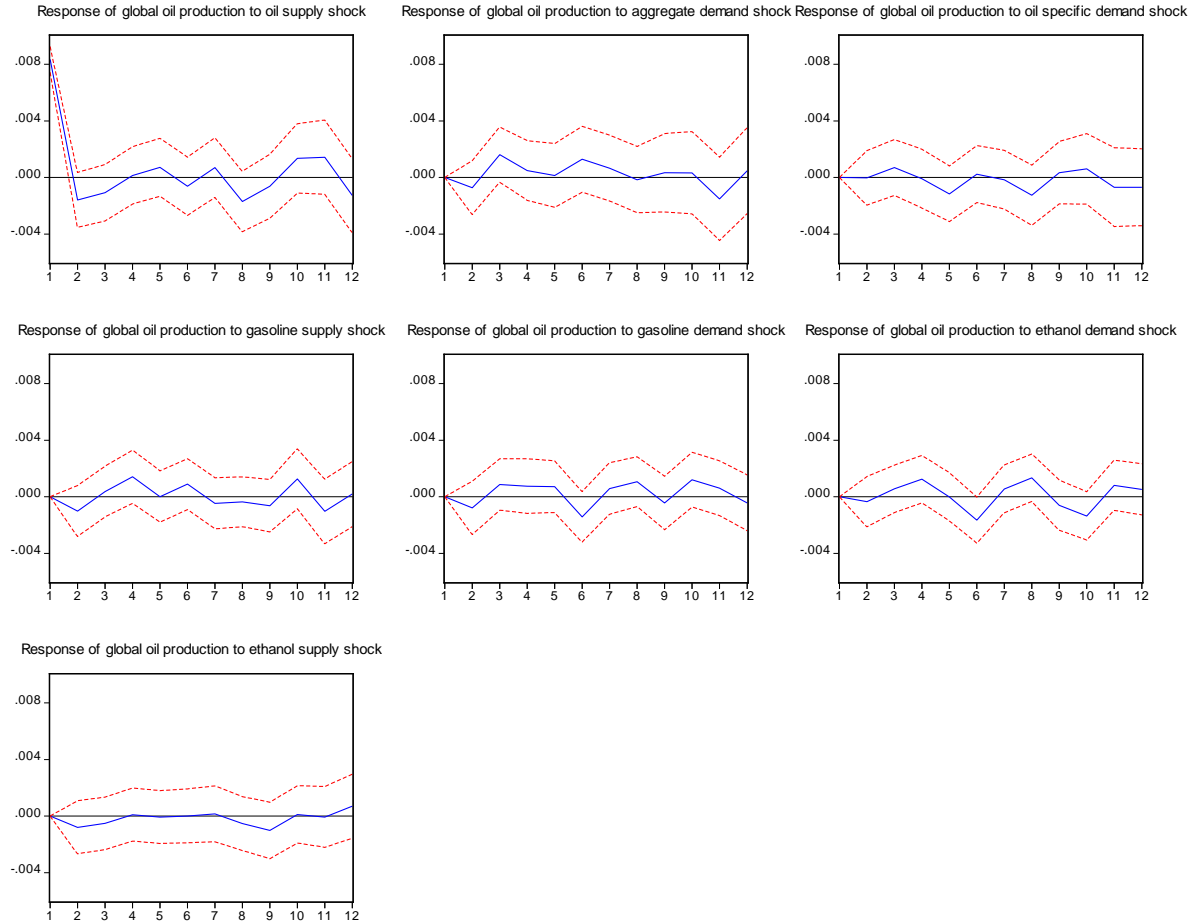 Response of global oil production to oil supply shock
Response of global oil production to aggregate demand shock
Response of global oil production to oil specific demand shock
.008
.004
.000
-.004
1 2 3 4 5 6 7 8 9 10 11 12
.008
.004
.000
-.004
1 2 3 4 5 6 7 8 9 10 11 12
.008
.004
.000
-.004
1 2 3 4 5 6 7 8 9 10 11 12
Response of global oil production to gasoline supply shock
Response of global oil production to gasoline demand shock
Response of global oil production to ethanol demand shock
.008
.004
.000
-.004
1 2 3 4 5 6 7 8 9 10 11 12
.008
.004
.000
-.004
1 2 3 4 5 6 7 8 9 10 11 12
.008
.004
.000
-.004
1 2 3 4 5 6 7 8 9 10 11 12
Response of global oil production to ethanol supply shock
.008
.004
.000
-.004
1 2 3 4 5 6 7 8 9 10 11 12